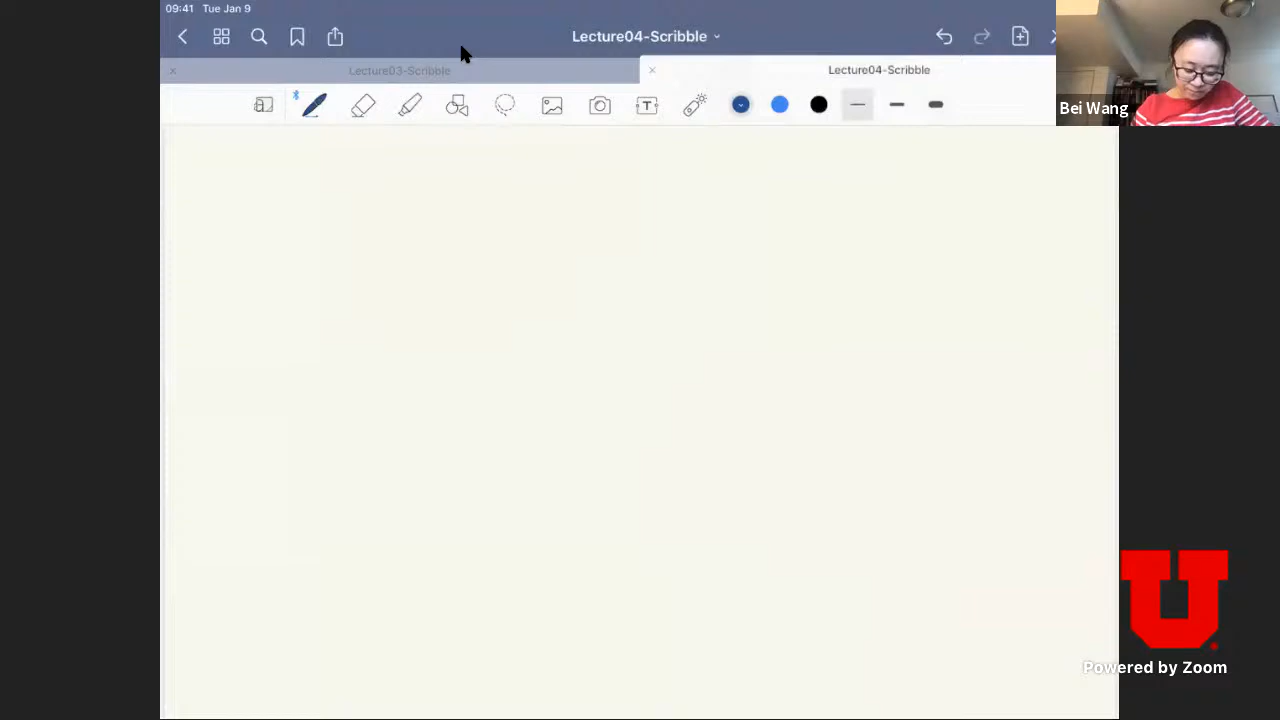 09:41 Tue Jan 9
Lecture04-Scribble
Lecture03-Scribble
Lecture04-Scribble
T
Bei Wang
U
Powered by Zoom